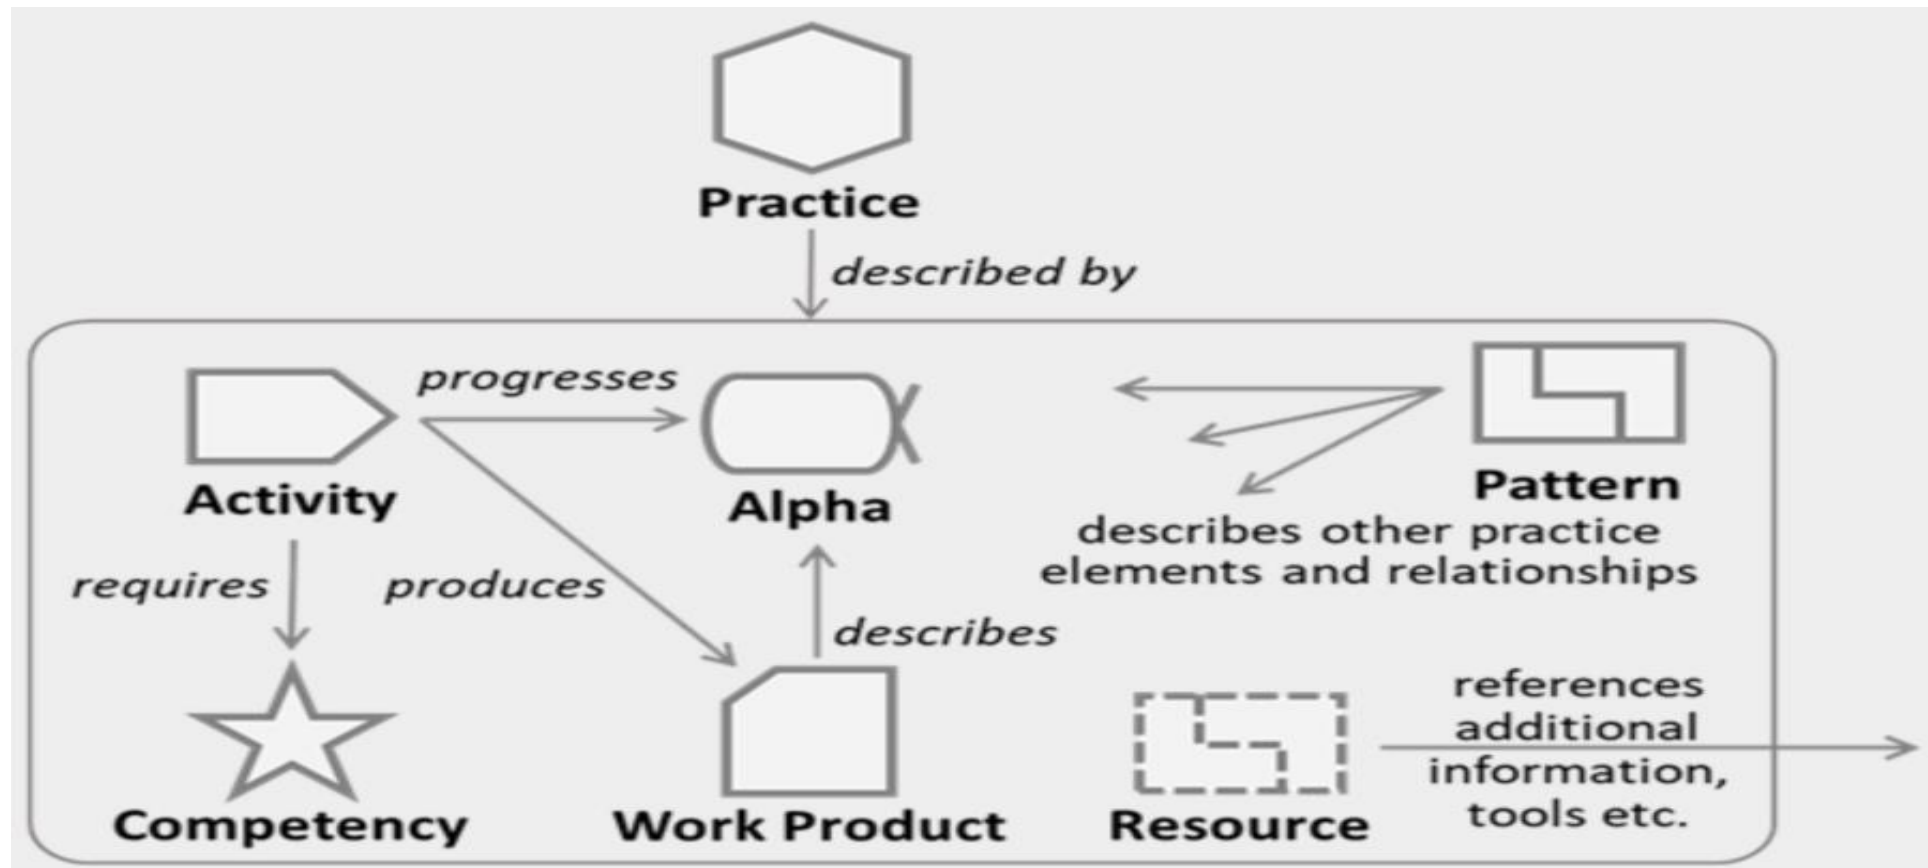 Practice
described by
progresses
Activity
Alpha
Pattern
describes other practice
elements and relationships
requires
produces
describes
Competency
Work Product
Resource
references
additional
information,
tools etc.